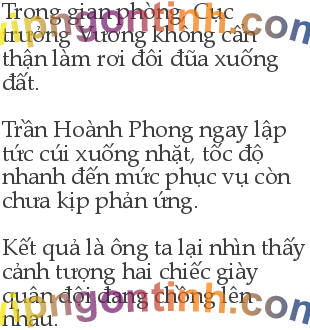 Trong gian phòng, Cục
trưởng Vương không cẩn
thận làm rơi đôi đũa xuống
đất.
Trần Hoành Phong ngay lập
tức cúi xuống nhặt, tốc độ
nhanh đến mức phục vụ còn
chưa kịp phản ứng.
Kết quả là ông ta lại nhìn thấy
cảnh tượng hai chiếc giày
quân đội đang chồng lên
nhau.